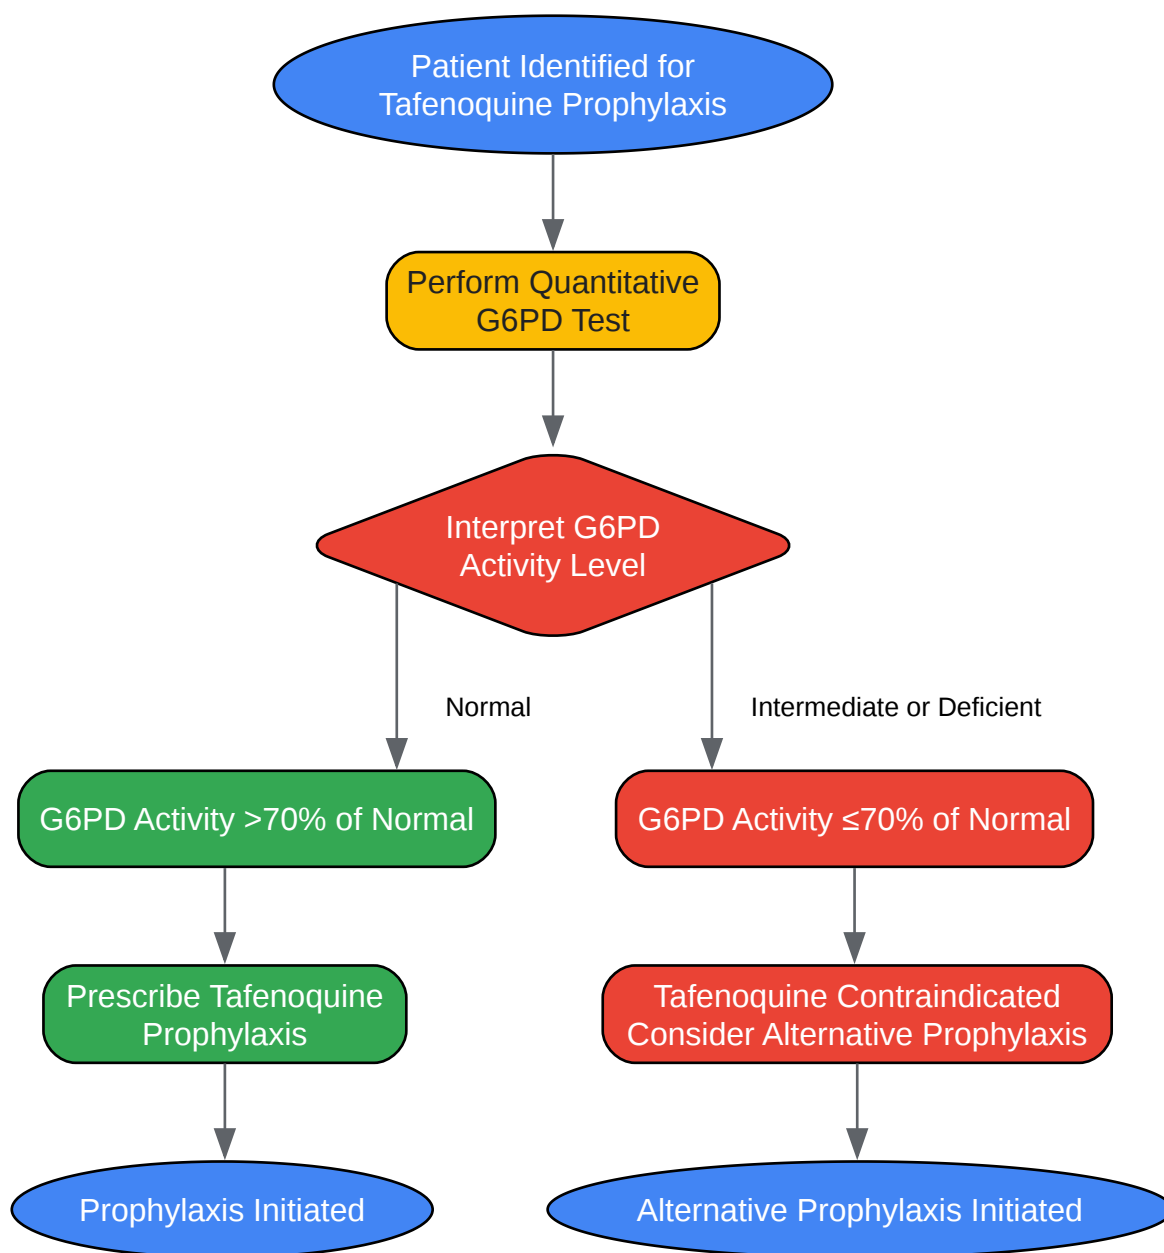 Patient Identified for
Tafenoquine Prophylaxis
Perform Quantitative
G6PD Test
Interpret G6PD
Activity Level
Normal
Intermediate or Deficient
G6PD Activity >70% of Normal
G6PD Activity ≤70% of Normal
Prescribe Tafenoquine
Prophylaxis
Tafenoquine Contraindicated
Consider Alternative Prophylaxis
Prophylaxis Initiated
Alternative Prophylaxis Initiated